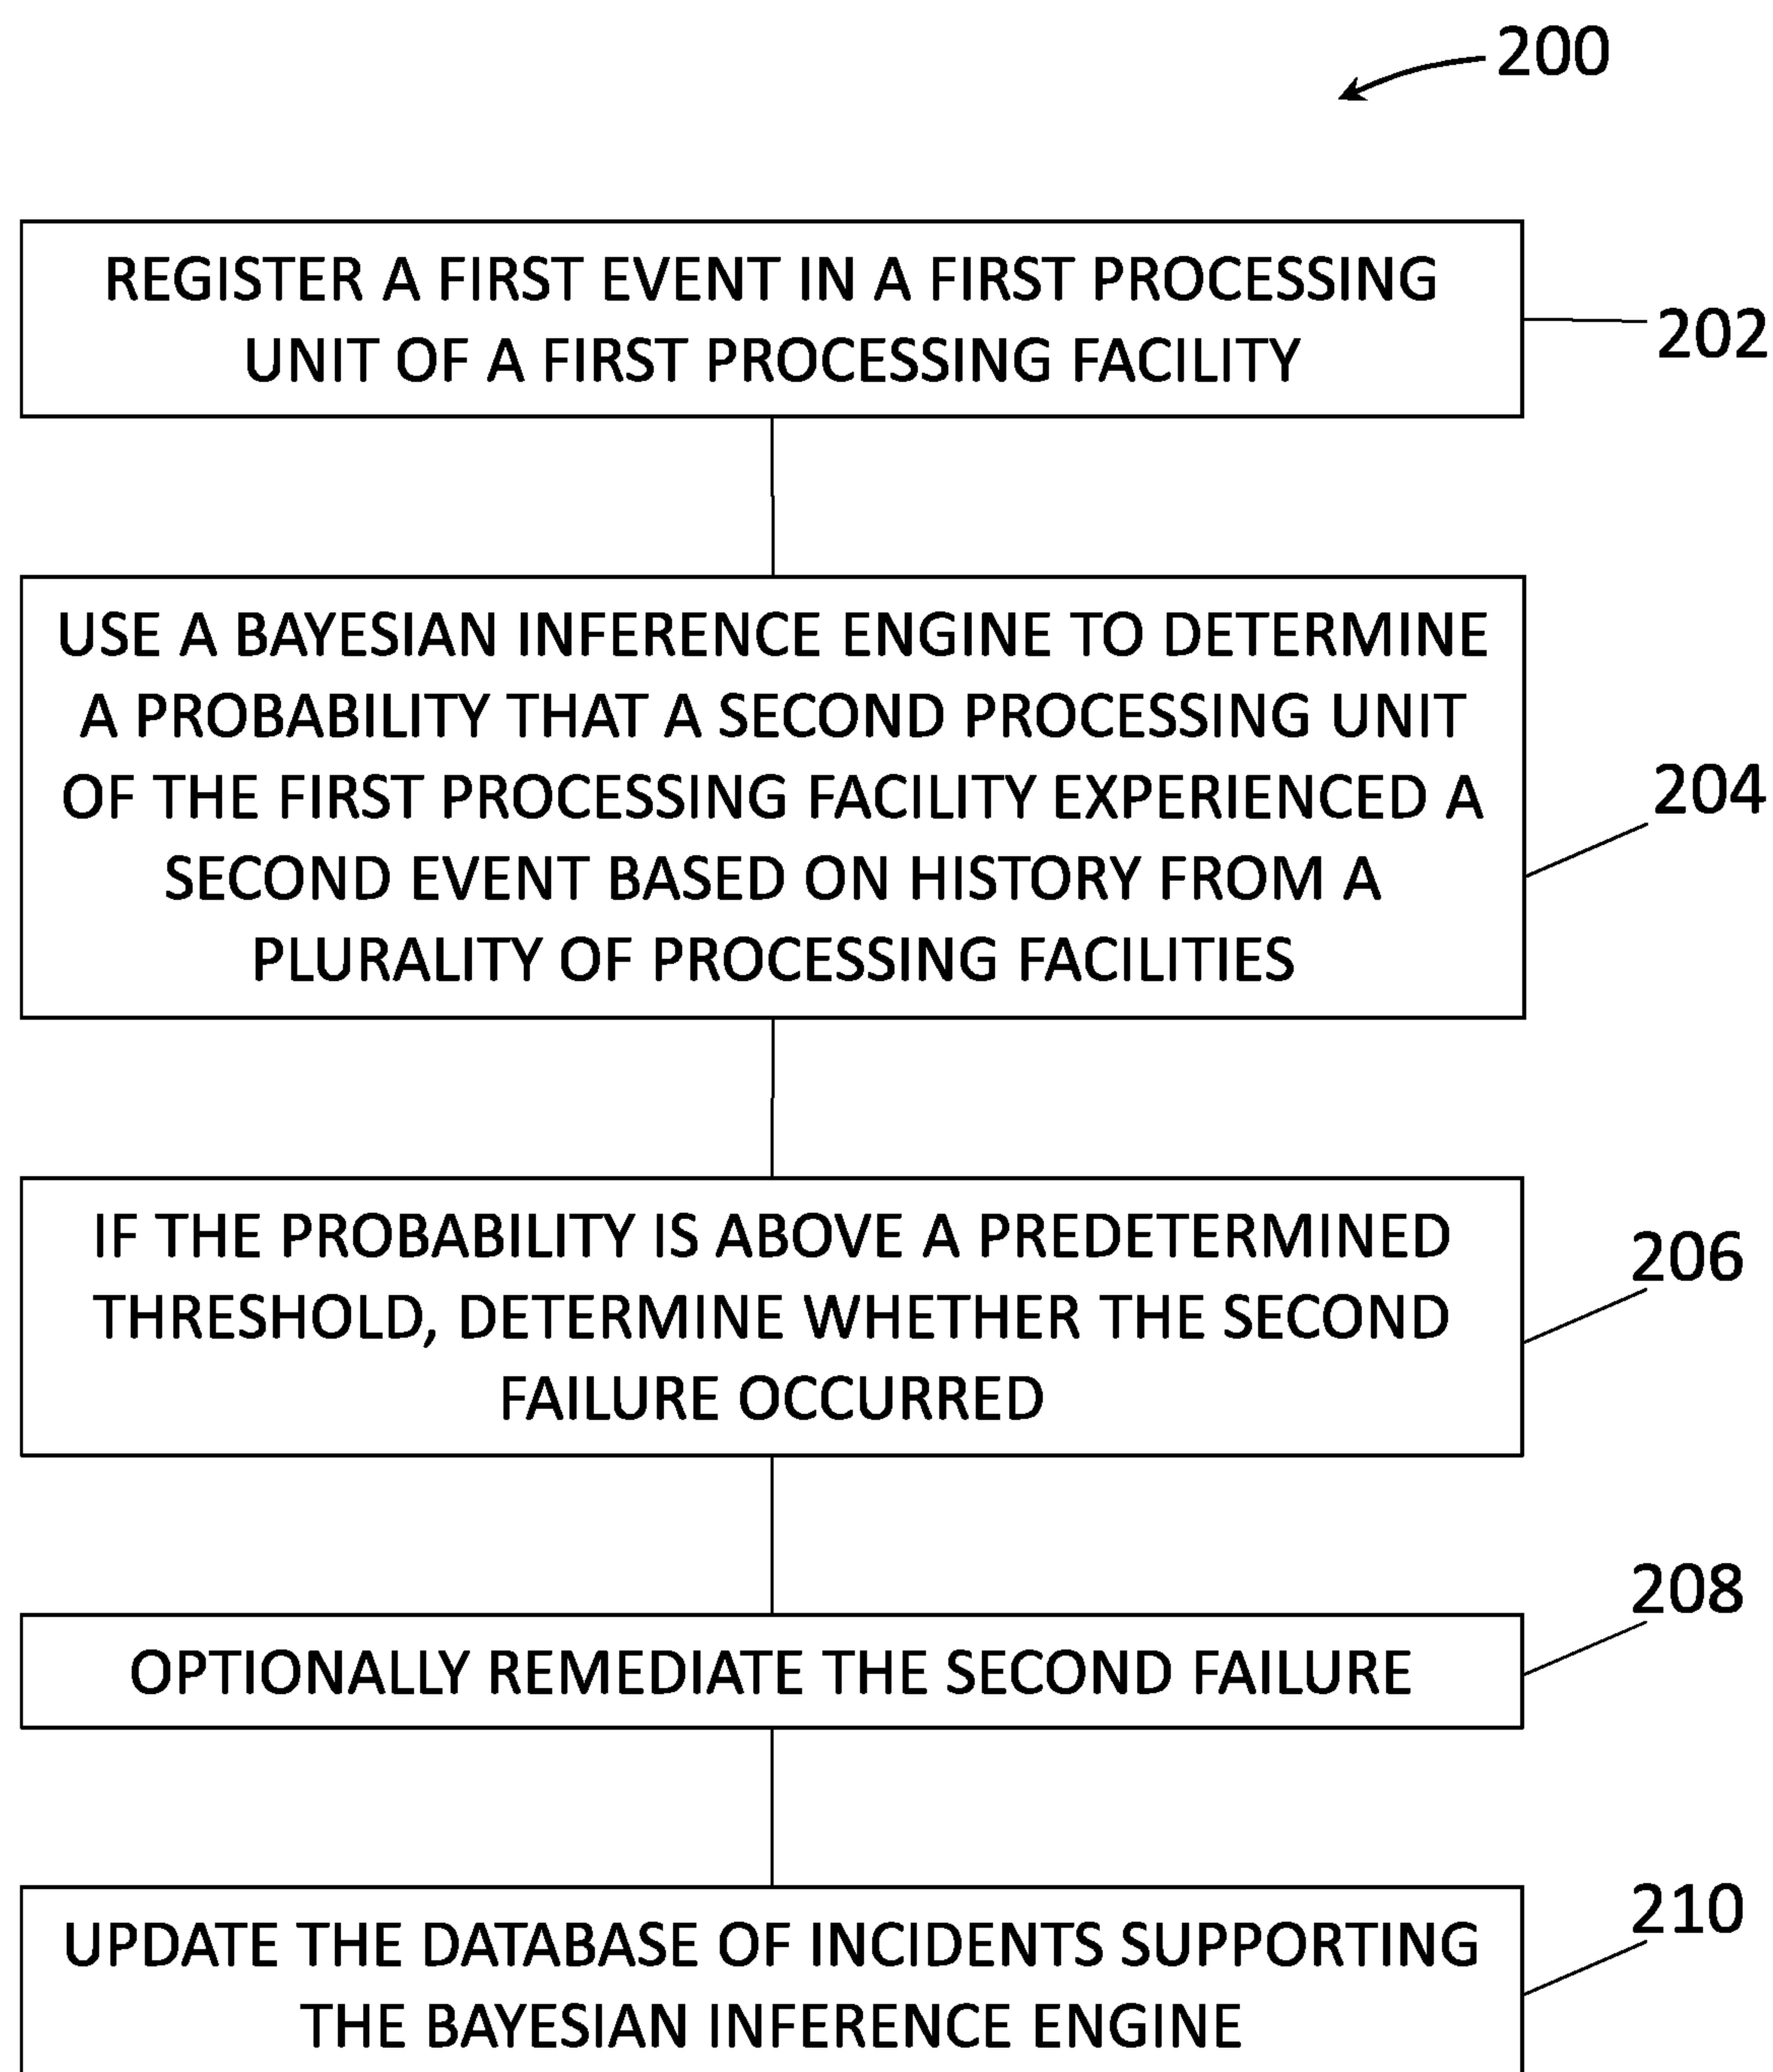 200
REGISTER A FIRST EVENT IN A FIRST PROCESSING
UNIT OF A FIRST PROCESSING FACILITY
202
USE A BAYESIAN INFERENCE ENGINE TO DETERMINE
A PROBABILITY THAT A SECOND PROCESSING UNIT
OF THE FIRST PROCESSING FACILITY EXPERIENCED A
SECOND EVENT BASED ON HISTORY FROM A
PLURALITY OF PROCESSING FACILITIES
204
IF THE PROBABILITY IS ABOVE A PREDETERMINED
THRESHOLD, DETERMINE WHETHER THE SECOND
FAILURE OCCURRED
206
OPTIONALLY REMEDIATE THE SECOND FAILURE
208
UPDATE THE DATABASE OF INCIDENTS SUPPORTING
THE BAYESIAN INFERENCE ENGINE
210